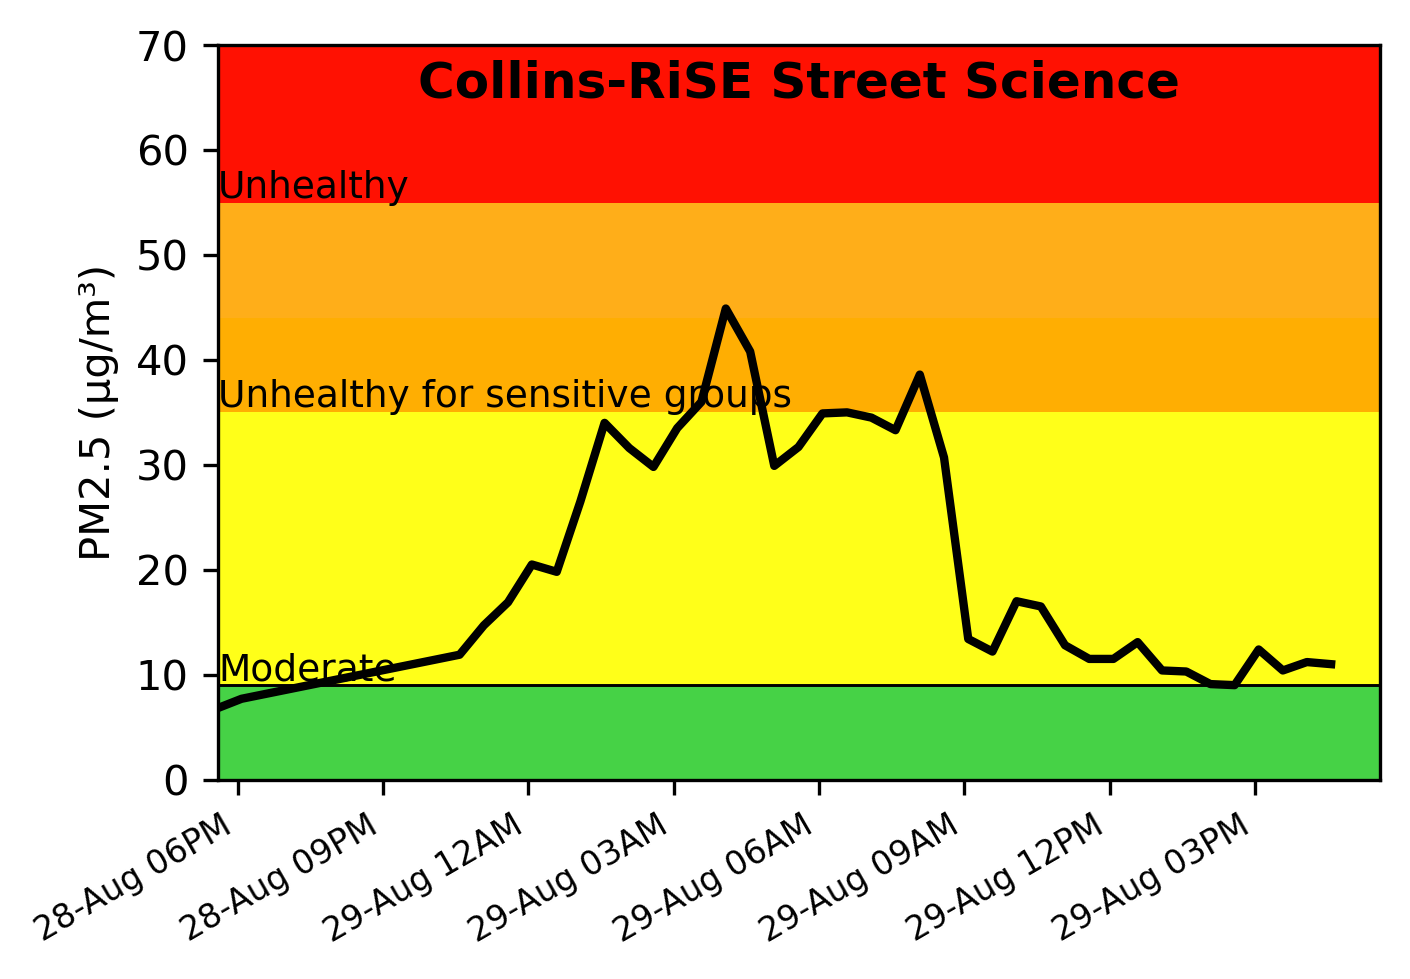 Collins-RiSE Street Science
70
60
50
40
30
20
10
0
PM2.5 (µg/m³)
Unhealthy
Unhealthy for sensitive groups
Moderate
28-Aug 06PM
28-Aug 09PM
29-Aug 12AM
29-Aug 03AM
29-Aug 06AM
29-Aug 09AM
29-Aug 12PM
29-Aug 03PM